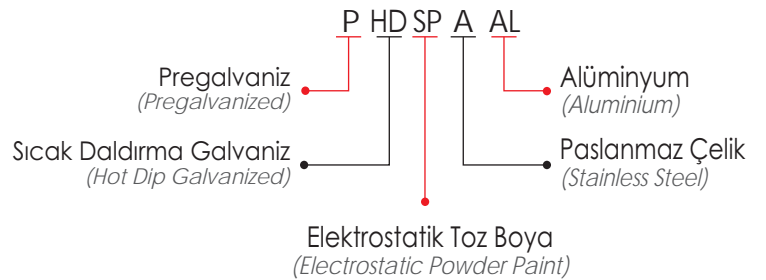 P HD SP A AL
Pregalvaniz
(Pregalvanized)
Alüminyum
(Aluminium)
Sıcak Daldırma Galvaniz
(Hot Dip Galvanized)
Paslanmaz Çelik
(Stainless Steel)
Elektrostatik Toz Boya
(Electrostatic Powder Paint)